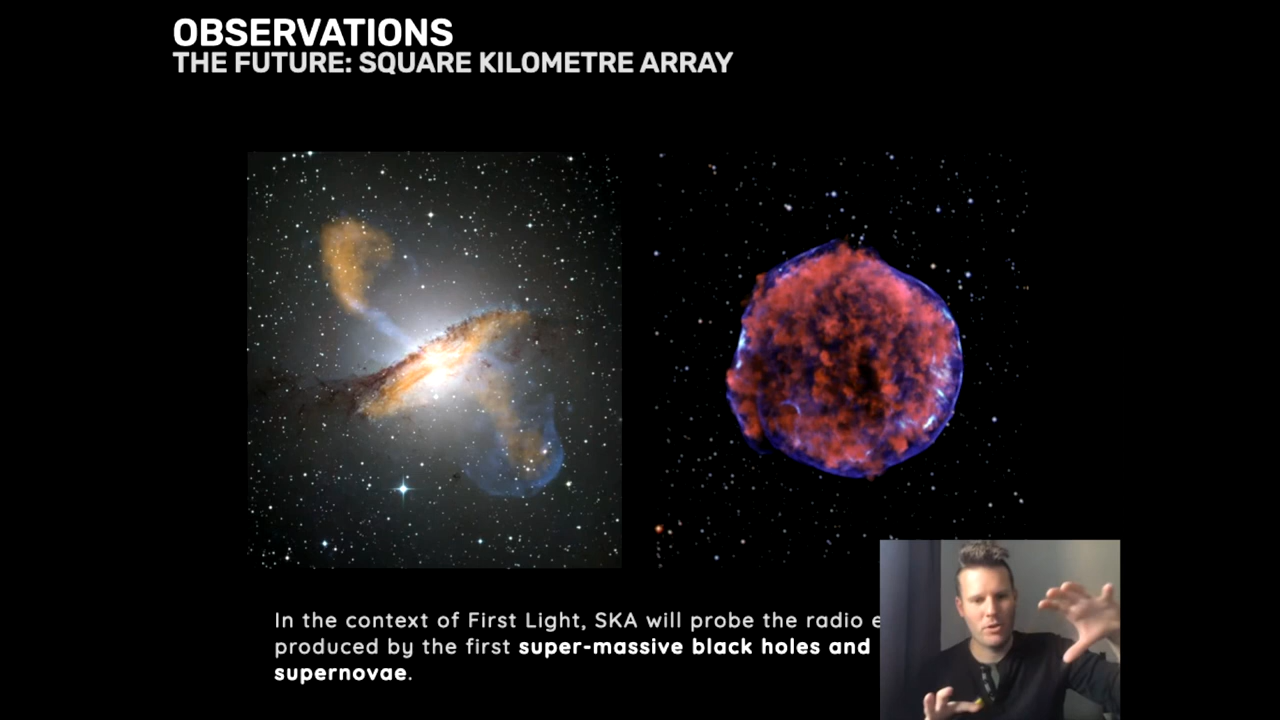 OBSERVATIONS
THE FUTURE: SQUARE KILOMETRE ARRAY
In the context of First Light, SKA will probe the radio
produced by the first super-massive black holes and
supernovae.